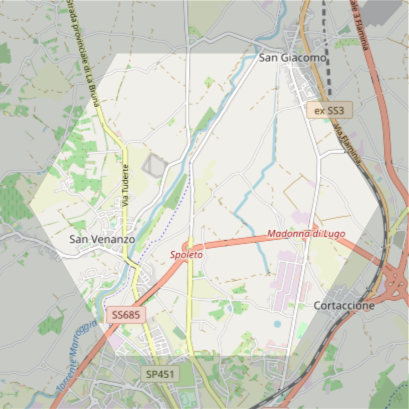 Strada provinciale di La Bruna
ale 3 Flaminia
San Giacomo
ex SS3
Via Flaminia
Via Tuderte
San Venanzo
Spoleto
Madonna di Lugo
Cortaccione
SS685
Torrente Marroggia
SP451